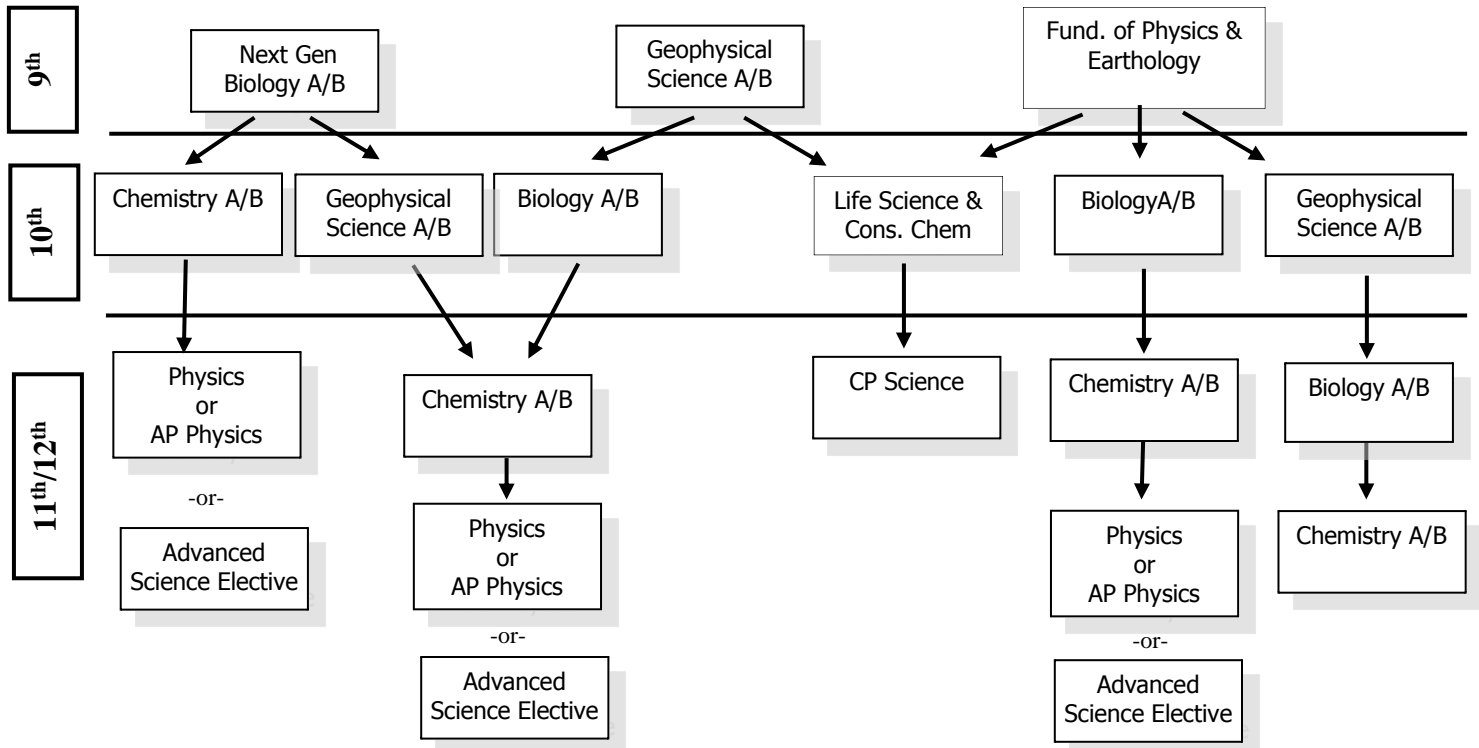 9th
Next Gen
Biology A/B
Geophysical
Science A/B
Fund. of Physics &
Earthology
10th
Chemistry A/B
Geophysical
Science A/B
Biology A/B
Life Science &
Cons. Chem
BiologyA/B
Geophysical
Science A/B
11th/12th
Physics
or
AP Physics
-or-
Advanced
Science Elective
Chemistry A/B
Physics
or
AP Physics
-or-
Advanced
Science Elective
CP Science
Chemistry A/B
Physics
or
AP Physics
-or-
Advanced
Science Elective
Biology A/B
Chemistry A/B